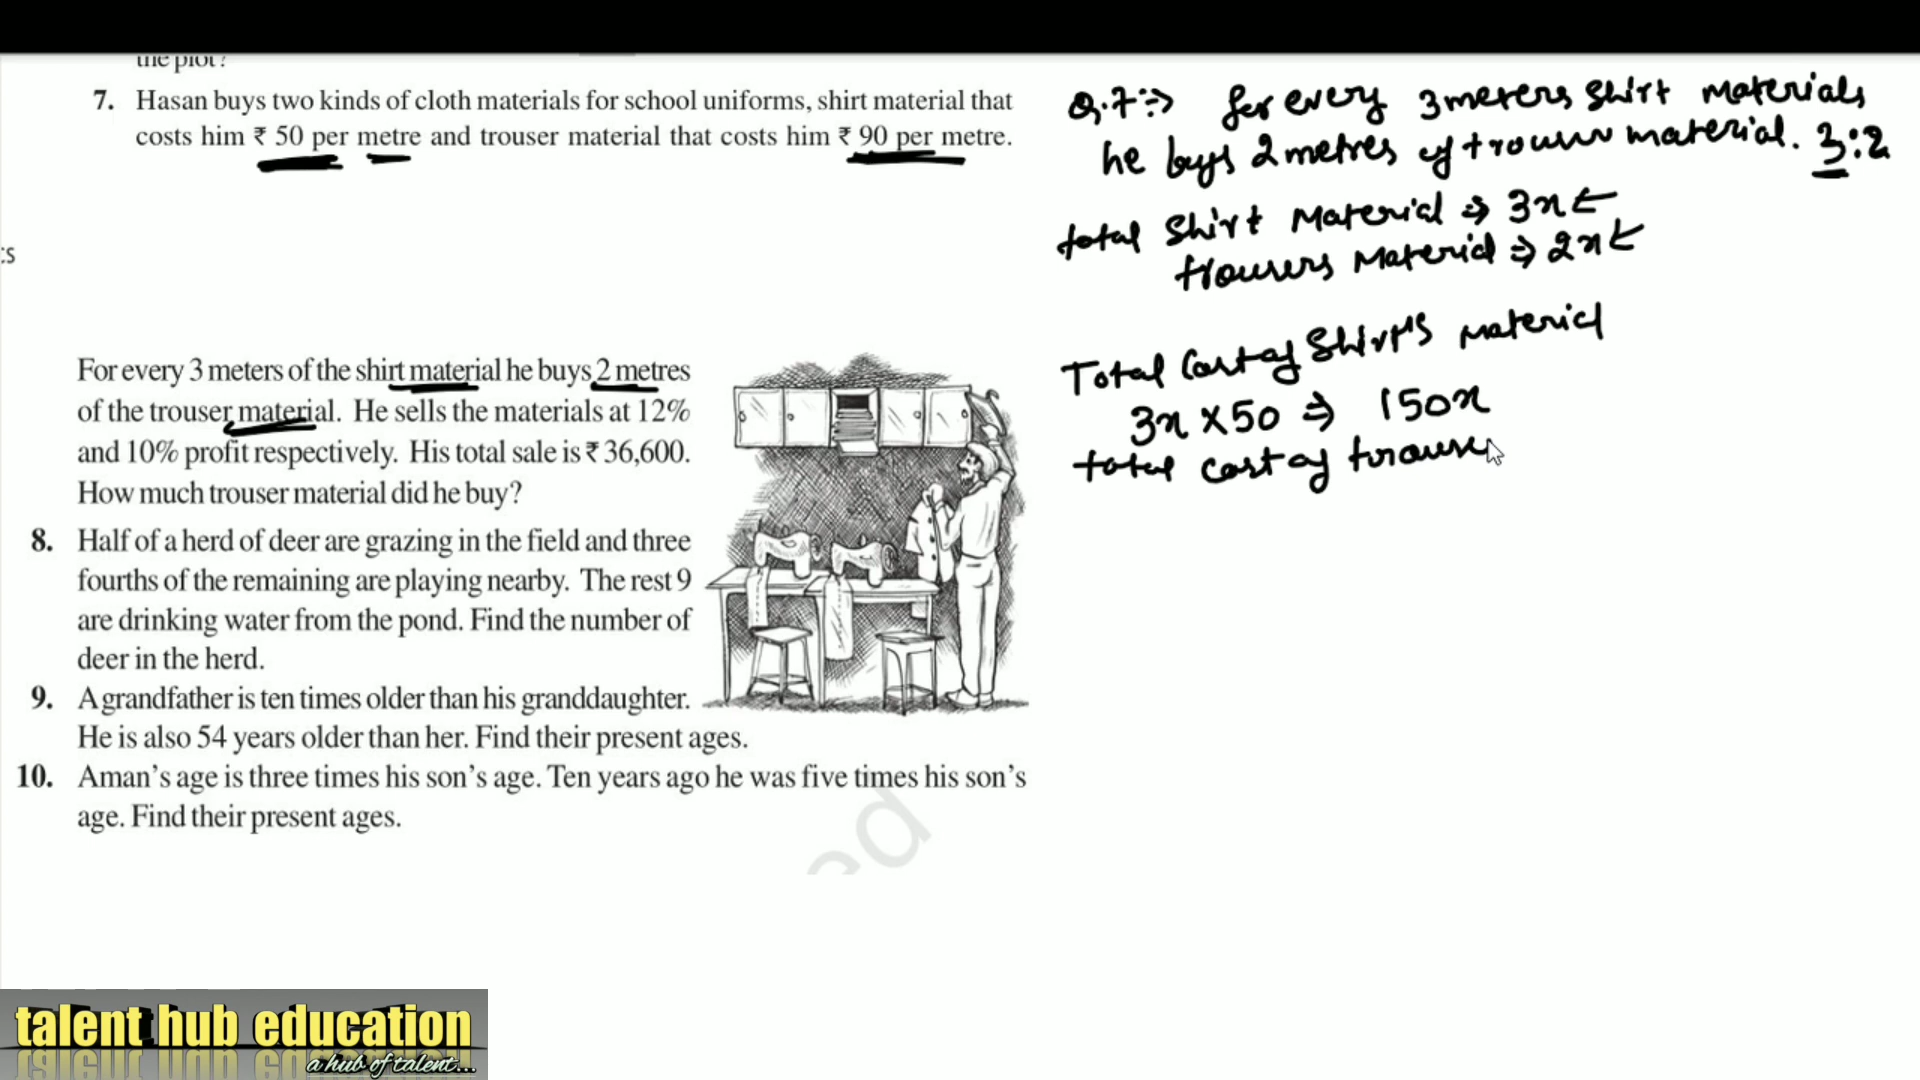 the plot?
7. Hasan buys two kinds of cloth materials for school uniforms, shirt material that
costs him ₹ 50 per metre and trouser material that costs him ₹ 90 per metre.
cs
For every 3 meters of the shirt material he buys 2 metres
of the trouser material. He sells the materials at 12%
and 10% profit respectively. His total sale is ₹ 36,600.
How much trouser material did he buy?
8. Half of a herd of deer are grazing in the field and three
fourths of the remaining are playing nearby. The rest 9
are drinking water from the pond. Find the number of
deer in the herd.
9. A grandfather is ten times older than his granddaughter.
He is also 54 years older than her. Find their present ages.
10. Aman's age is three times his son's age. Ten years ago he was five times his son's
age. Find their present ages.
ed
Q.7⇒ for every 3 meters shirt materials
he buys 2 metres of trouser material. 3:2
total Shirt Material ⇒ 3x ←
trousers Material ⇒ 2x ←
Total Cost of Shirt's material
3x × 50 ⇒ 150x
total cost of trouse
talent hub education
a hub of talent...